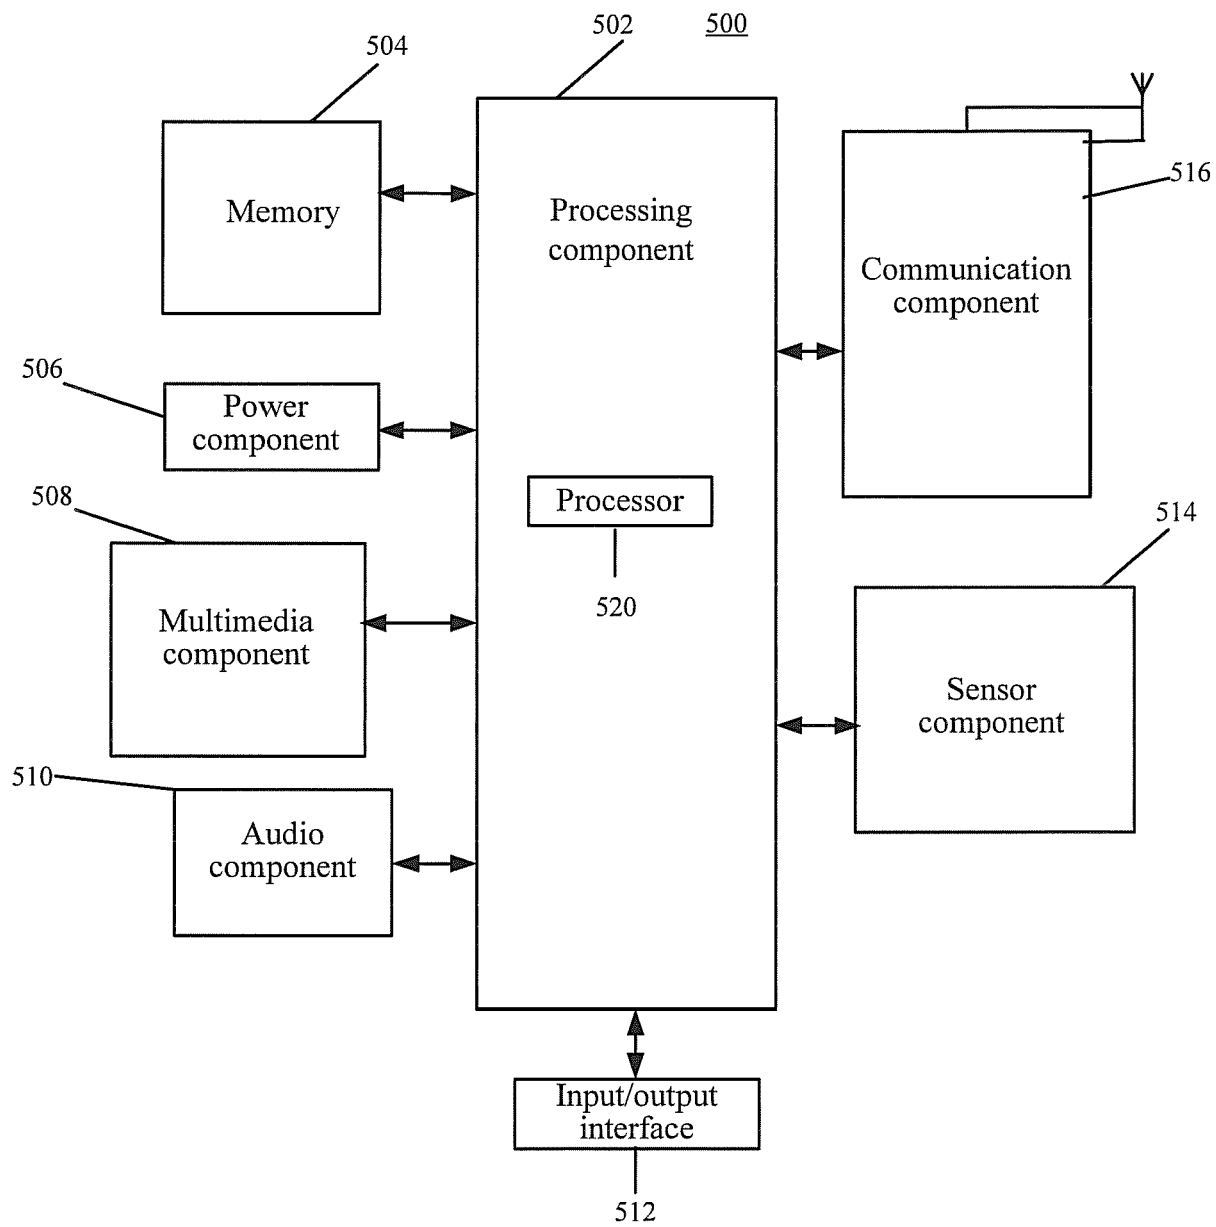 502
500
504
516
Memory
Processing
component
Communication
component
506
Power
component
508
Processor
514
520
Multimedia
component
Sensor
component
510
Audio
component
Input/output
interface
512